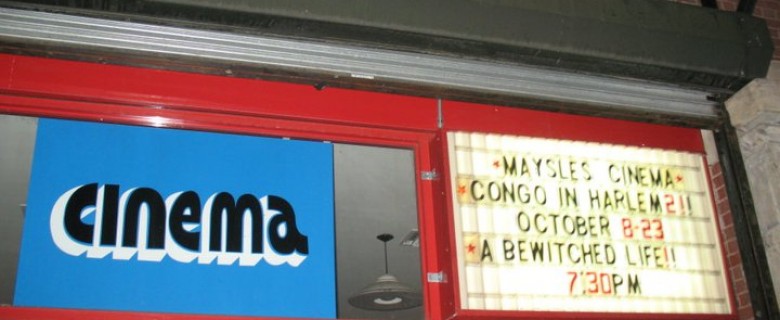 cinema
*MAYSLES CINEMA*
*CONGO IN HARLEM2!!
OCTOBER 8-23
*A BEWITCHED LIFE!!
7:30PM